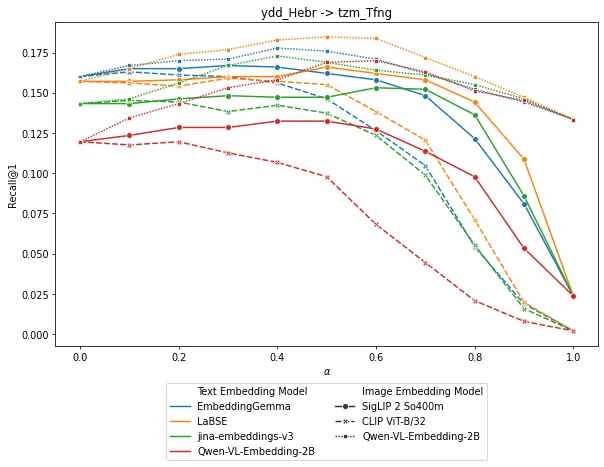 ydd_Hebr -> tzm_Tfng
Recall@1
0.175
0.150
0.125
0.100
0.075
0.050
0.025
0.000
0.0 0.2 0.4 0.6 0.8 1.0
α
Text Embedding Model
EmbeddingGemma
LaBSE
jina-embeddings-v3
Qwen-VL-Embedding-2B
Image Embedding Model
SigLIP 2 So400m
CLIP ViT-B/32
Qwen-VL-Embedding-2B